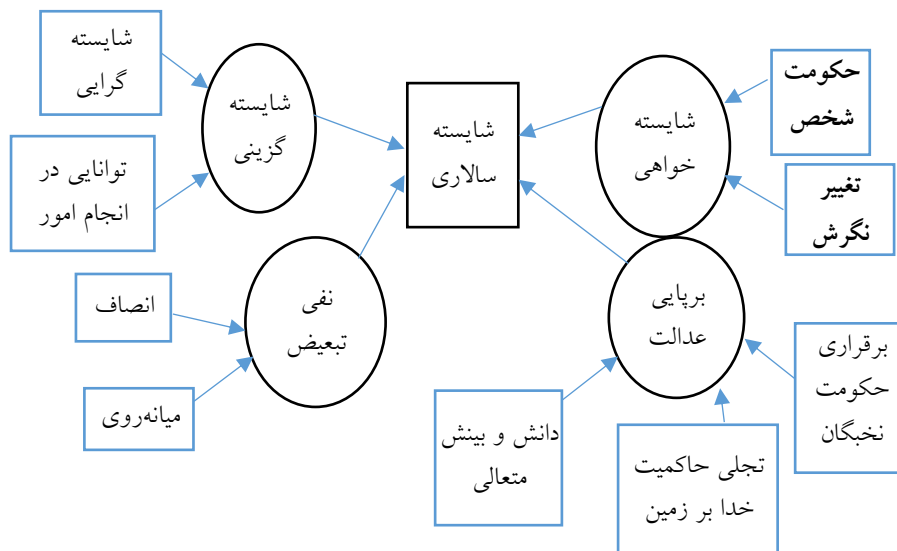 حکومت
شخص
تغییر
نگرش
شایسته
خواهی
شایسته
سالاری
شایسته
گزینی
شایسته
گرایی
توانایی در
انجام امور
برپایی
عدالت
برقراری
حکومت
نخبگان
تجلی حاکمیت
خدا بر زمین
دانش و بینش
متعالی
نفی
تبعیض
انصاف
میانه‌روی